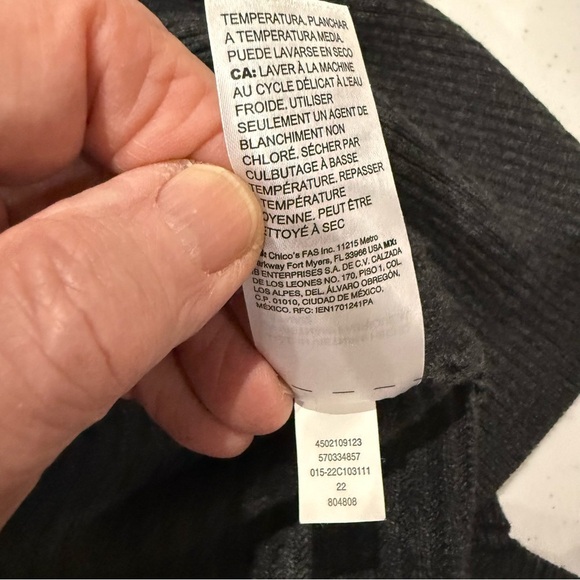 TEMPERATURA. PLANCHAR
A TEMPERATURA MEDIA.
PUEDE LAVARSE EN SECO
CA: LAVER À LA MACHINE
AU CYCLE DÉLICAT À L'EAU
FROIDE. UTILISER
SEULEMENT UN AGENT DE
BLANCHIMENT NON
CHLORÉ. SÉCHER PAR
CULBUTAGE À BASSE
TEMPÉRATURE. REPASSER
TEMPÉRATURE
OYENNE. PEUT ÊTRE
ETTOYÉ À SEC
Chico's FAS Inc. 11215 Metro
arkway Fort Myers, FL 33966 USA MX:
B ENTERPRISES S.A. DE C.V. CALZADA
DE LOS LEONES NO. 170, PISO 1, COL.
LOS ALPES, DEL. ÁLVARO OBREGÓN,
C.P. 01010, CIUDAD DE MÉXICO,
MÉXICO. RFC: IEN1701241PA
4502109123
570334857
015-22C103111
22
804808